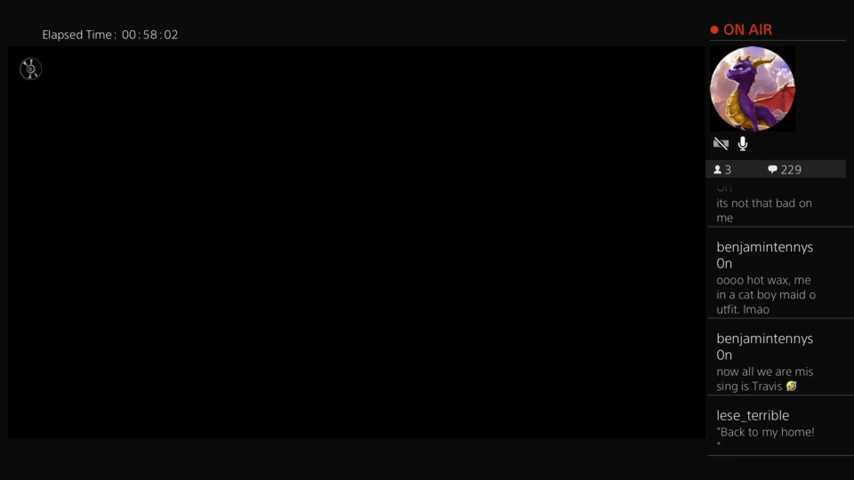 Elapsed Time: 00:58:02
ON AIR
3 229
its not that bad on
me
benjamintennys
0n
oooo hot wax, me
in a cat boy maid o
utfit. lmao
benjamintennys
0n
now all we are mis
sing is Travis 🤣
lese_terrible
"Back to my home!
"